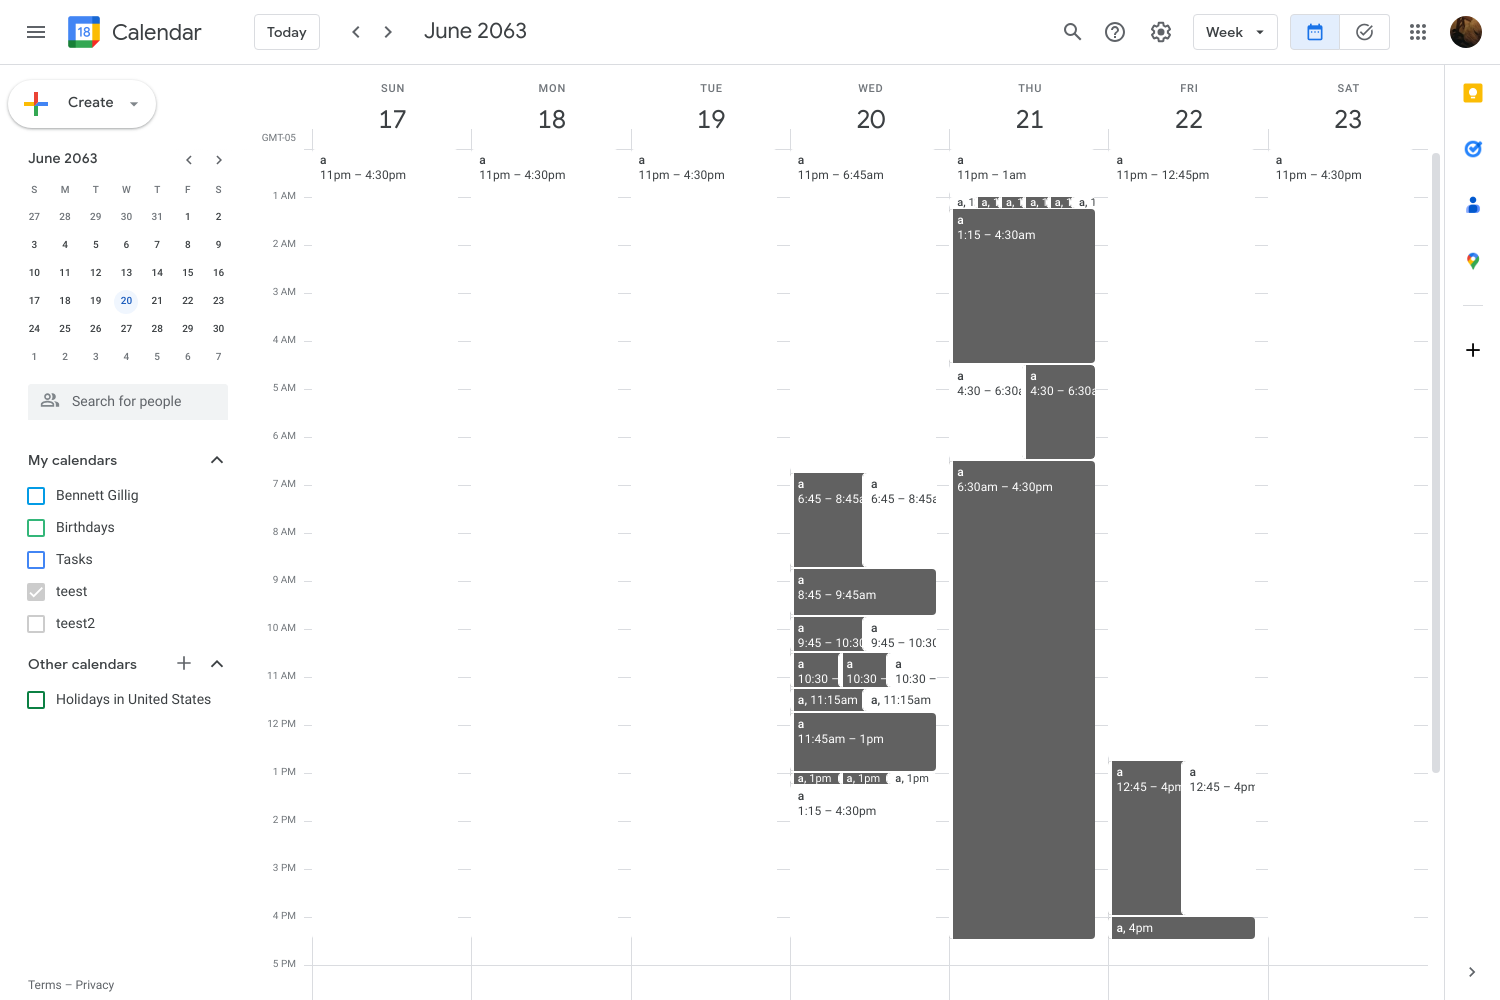 18 Calendar
Today
June 2063
Week
Create
June 2063
S M T W T F S
27 28 29 30 31 1 2
3 4 5 6 7 8 9
10 11 12 13 14 15 16
17 18 19 20 21 22 23
24 25 26 27 28 29 30
1 2 3 4 5 6 7
Search for people
My calendars
Bennett Gillig
Birthdays
Tasks
teest
teest2
Other calendars
Holidays in United States
Terms – Privacy
SUN MON TUE WED THU FRI SAT
17 18 19 20 21 22 23
GMT-05
1 AM
2 AM
3 AM
4 AM
5 AM
6 AM
7 AM
8 AM
9 AM
10 AM
11 AM
12 PM
1 PM
2 PM
3 PM
4 PM
5 PM
a
11pm – 4:30pm
a
11pm – 4:30pm
a
11pm – 4:30pm
a
11pm – 6:45am
a
6:45 – 8:45a
a
6:45 – 8:45a
a
8:45 – 9:45am
a
9:45 – 10:30
a
9:45 – 10:30
a
10:30 –
a
10:30 –
a
10:30 –
a, 11:15am
a, 11:15am
a
11:45am – 1pm
a, 1pm
a, 1pm
a, 1pm
a
1:15 – 4:30pm
a
11pm – 1am
a, 1
a, 1
a, 1
a, 1
a, 1
a, 1
a
1:15 – 4:30am
a
4:30 – 6:30a
a
4:30 – 6:30a
a
6:30am – 4:30pm
a
11pm – 12:45pm
a
12:45 – 4pm
a
12:45 – 4pm
a, 4pm
a
11pm – 4:30pm